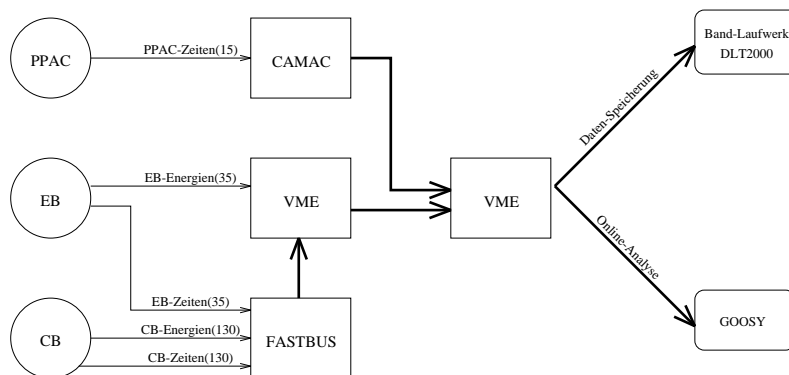 Band-Laufwerk
DLT2000
PPAC-Zeiten(15)
PPAC
CAMAC
Daten-Speicherung
EB-Energien(35)
EB
VME
VME
Online-Analyse
EB-Zeiten(35)
CB-Energien(130)
CB
FASTBUS
CB-Zeiten(130)
GOOSY